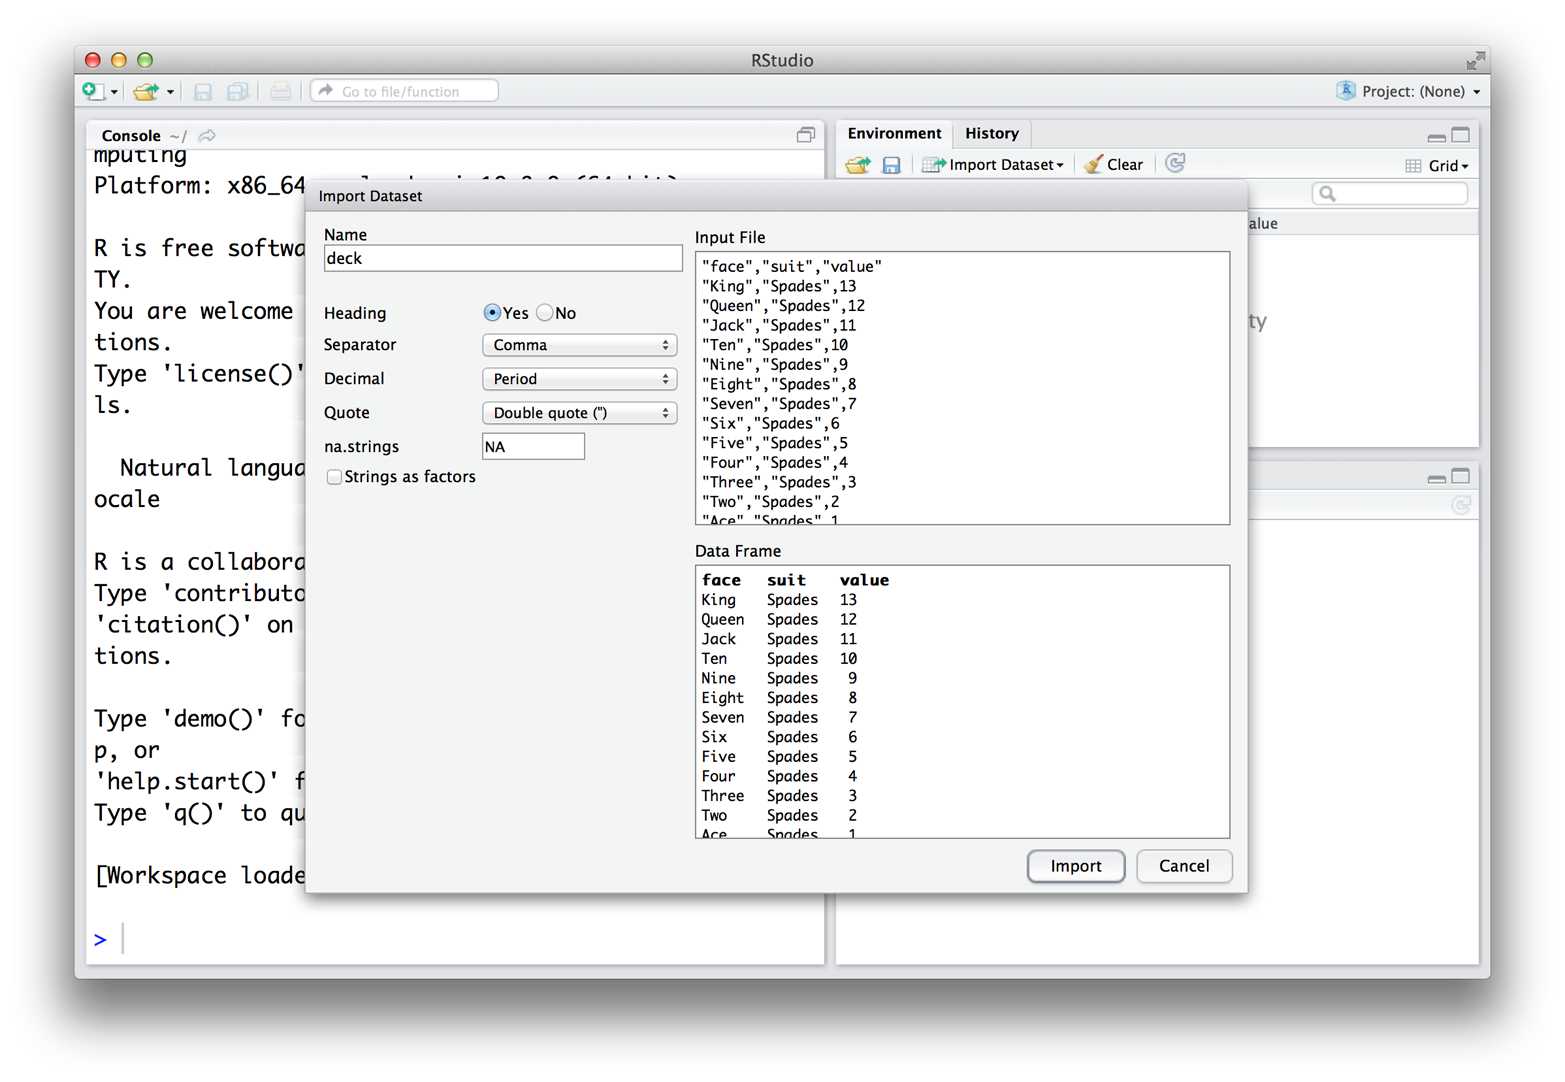 RStudio
Go to file/function
Project: (None)
Console ~/
mputing
Platform: x86_64
R is free softwa
TY.
You are welcome
tions.
Type 'license()'
ls.
Natural langua
ocale
R is a collabora
Type 'contributo
'citation()' on
tions.
Type 'demo()' fo
p, or
'help.start()' f
Type 'q()' to qu
[Workspace loade
>
Environment History
Import Dataset Clear Grid
alue
ty
Import Dataset
Name
deck
Heading Yes No
Separator Comma
Decimal Period
Quote Double quote (")
na.strings NA
Strings as factors
Input File
"face","suit","value"
"King","Spades",13
"Queen","Spades",12
"Jack","Spades",11
"Ten","Spades",10
"Nine","Spades",9
"Eight","Spades",8
"Seven","Spades",7
"Six","Spades",6
"Five","Spades",5
"Four","Spades",4
"Three","Spades",3
"Two","Spades",2
"Ace","Spades",1
Data Frame
face suit value
King Spades 13
Queen Spades 12
Jack Spades 11
Ten Spades 10
Nine Spades 9
Eight Spades 8
Seven Spades 7
Six Spades 6
Five Spades 5
Four Spades 4
Three Spades 3
Two Spades 2
Ace Spades 1
Import Cancel